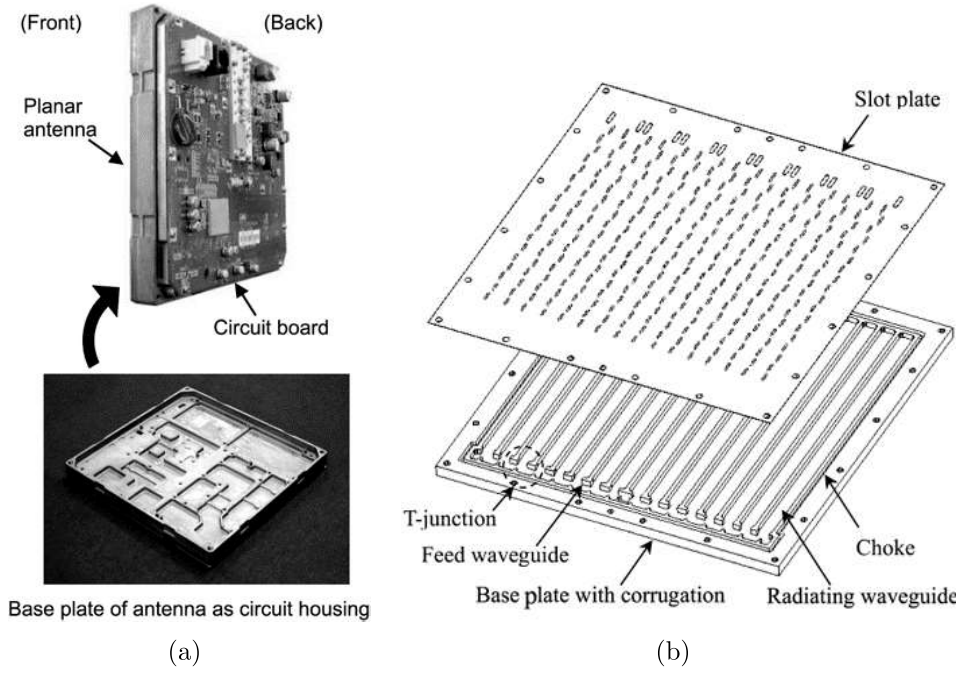 (Front)
(Back)
Planar
antenna
Circuit board
Base plate of antenna as circuit housing
(a)
Slot plate
T-junction
Feed waveguide
Base plate with corrugation
Choke
Radiating waveguide
(b)